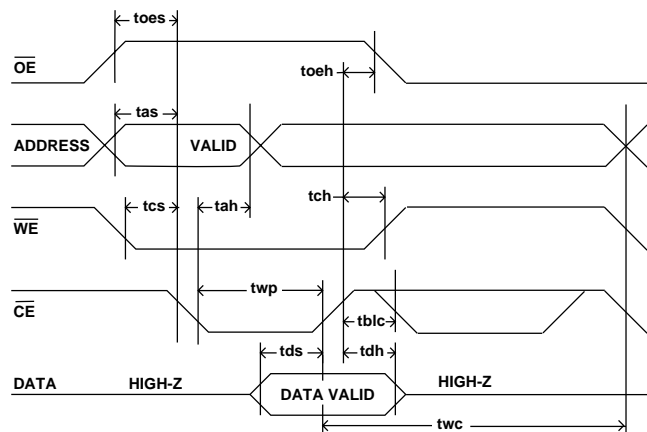 toes
OE
toeh
tas
ADDRESS
VALID
tch
tcs
tah
WE
twp
CE
tblc
tds
tdh
DATA
HIGH-Z
DATA VALID
HIGH-Z
twc